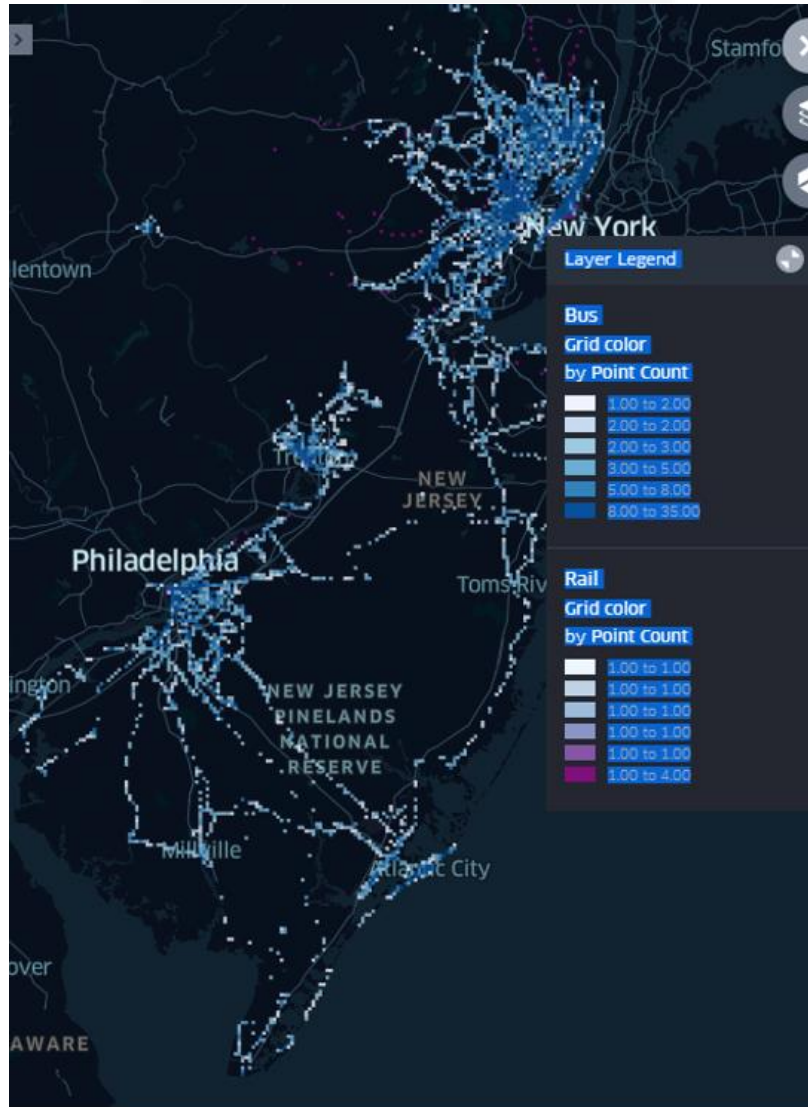 Stamfo
New York
lentown
Layer Legend
Bus
Grid color
by Point Count
1.00 to 2.00
2.00 to 2.00
2.00 to 3.00
3.00 to 5.00
5.00 to 8.00
8.00 to 35.00
NEW
JERSEY
Philadelphia
Toms Riv
Rail
Grid color
by Point Count
1.00 to 1.00
1.00 to 1.00
1.00 to 1.00
1.00 to 1.00
1.00 to 1.00
1.00 to 4.00
ington
NEW JERSEY
PINELANDS
NATIONAL
RESERVE
Millville
Atlantic City
over
AWARE